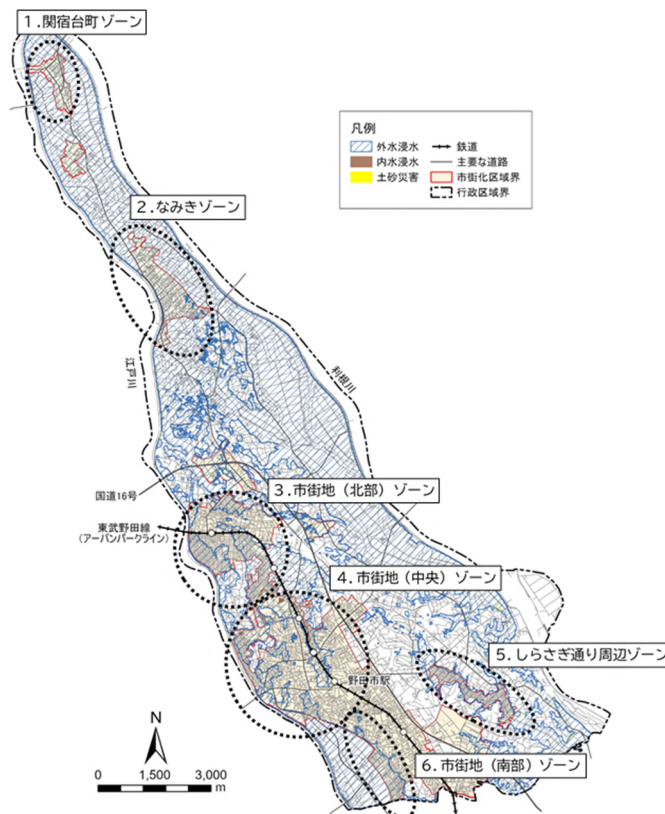 1.関宿台町ゾーン
凡例
外水浸水
内水浸水
土砂災害
鉄道
主要な道路
市街化区域界
行政区域界
2.なみきゾーン
江戸川
利根川
国道16号
3.市街地（北部）ゾーン
東武野田線
（アーバンパークライン）
4.市街地（中央）ゾーン
5.しらさぎ通り周辺ゾーン
野田市駅
6.市街地（南部）ゾーン
N
0 1,500 3,000
m